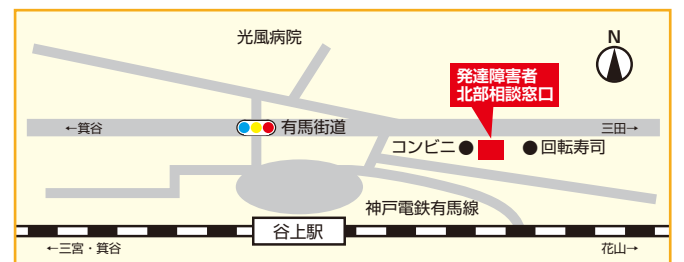 光風病院
N
発達障害者
北部相談窓口
←箕谷
有馬街道
三田→
コンビニ
回転寿司
神戸電鉄有馬線
谷上駅
←三宮・箕谷
花山→